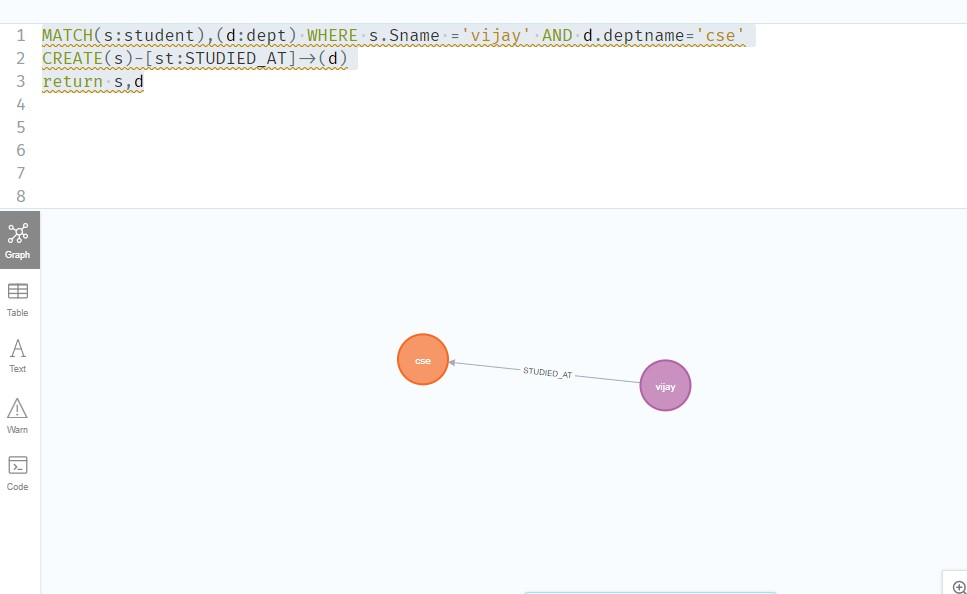 1 MATCH(s:student),(d:dept) WHERE s.Sname ='vijay' AND d.deptname='cse'
2 CREATE(s)-[st:STUDIED_AT]->(d)
3 return s,d
4
5
6
7
8
Graph
Table
Text
Warn
Code
cse
STUDIED_AT
vijay